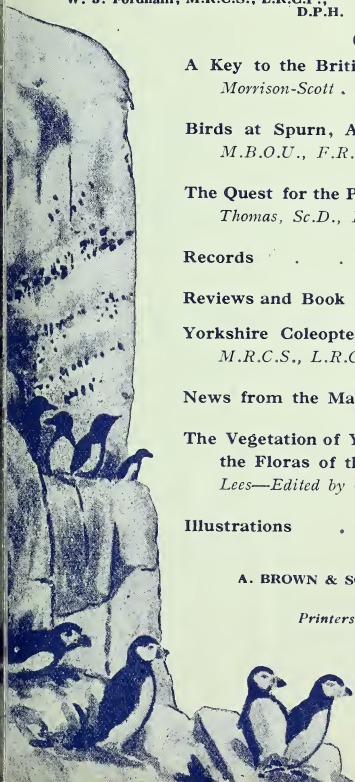 W. J. Fordham, M.R.C.S., L.R.C.P.,
D.P.H.
A Key to the Briti
Morrison-Scott .
Birds at Spurn, A
M.B.O.U., F.R.
The Quest for the P
Thomas, Sc.D.,
Records . .
Reviews and Book
Yorkshire Coleopte
M.R.C.S., L.R.C
News from the Ma
The Vegetation of Y
the Floras of th
Lees—Edited by
Illustrations .
A. BROWN & SO
Printers